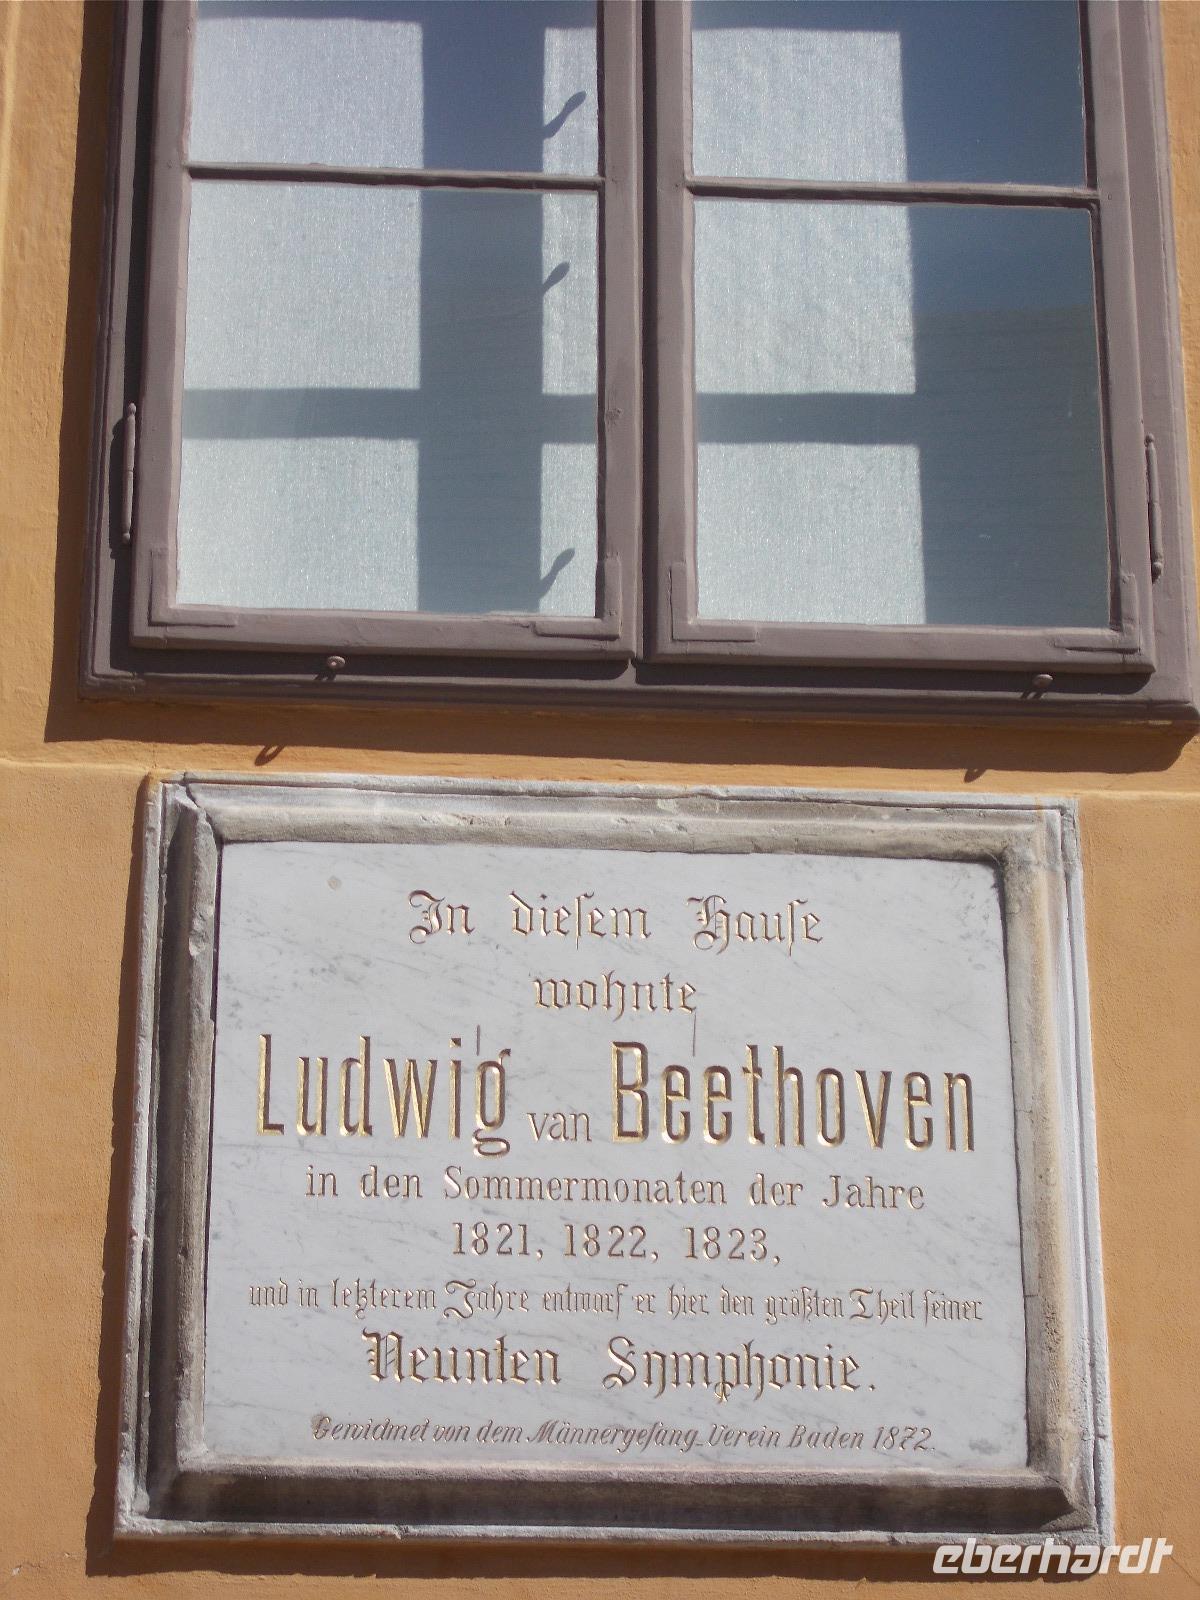 In dieſem Hauſe
wohnte
Ludwig van Beethoven
in den Sommermonaten der Jahre
1821, 1822, 1823,
und in letzterem Jahre entwarf er hier den größten Theil ſeiner
Neunten Symphonie.
Gewidmet von dem Männergeſang-Verein Baden 1872.
eberhardt